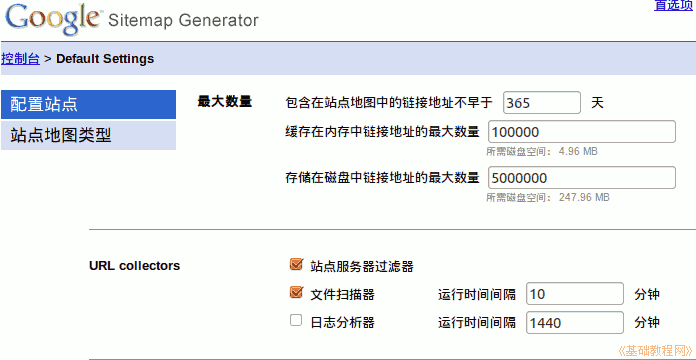 Google Sitemap Generator
首选项
控制台 > Default Settings
配置站点
站点地图类型
最大数量 包含在站点地图中的链接地址不早于 365 天
缓存在内存中链接地址的最大数量 100000
所需磁盘空间: 4.96 MB
存储在磁盘中链接地址的最大数量 5000000
所需磁盘空间: 247.96 MB
URL collectors 站点服务器过滤器
文件扫描器 运行时间间隔 10 分钟
日志分析器 运行时间间隔 1440 分钟
《基础教程网》